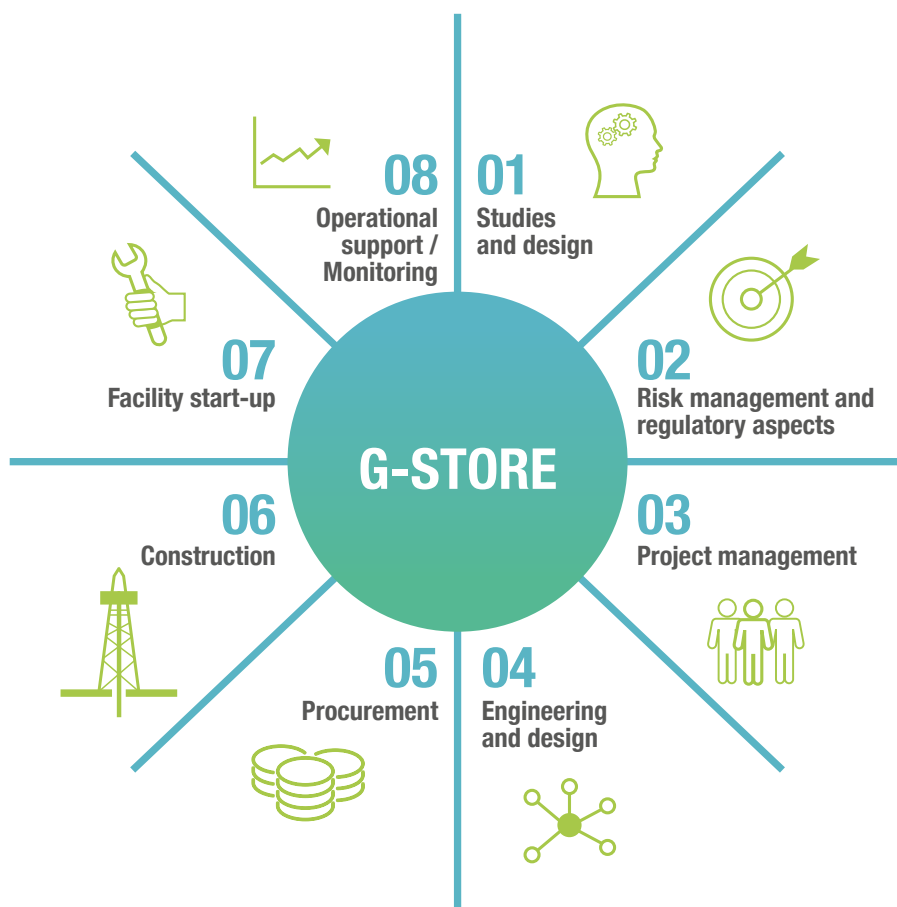 01
Studies
and design
02
Risk management and
regulatory aspects
03
Project management
04
Engineering
and design
05
Procurement
06
Construction
07
Facility start-up
08
Operational
support /
Monitoring
G-STORE